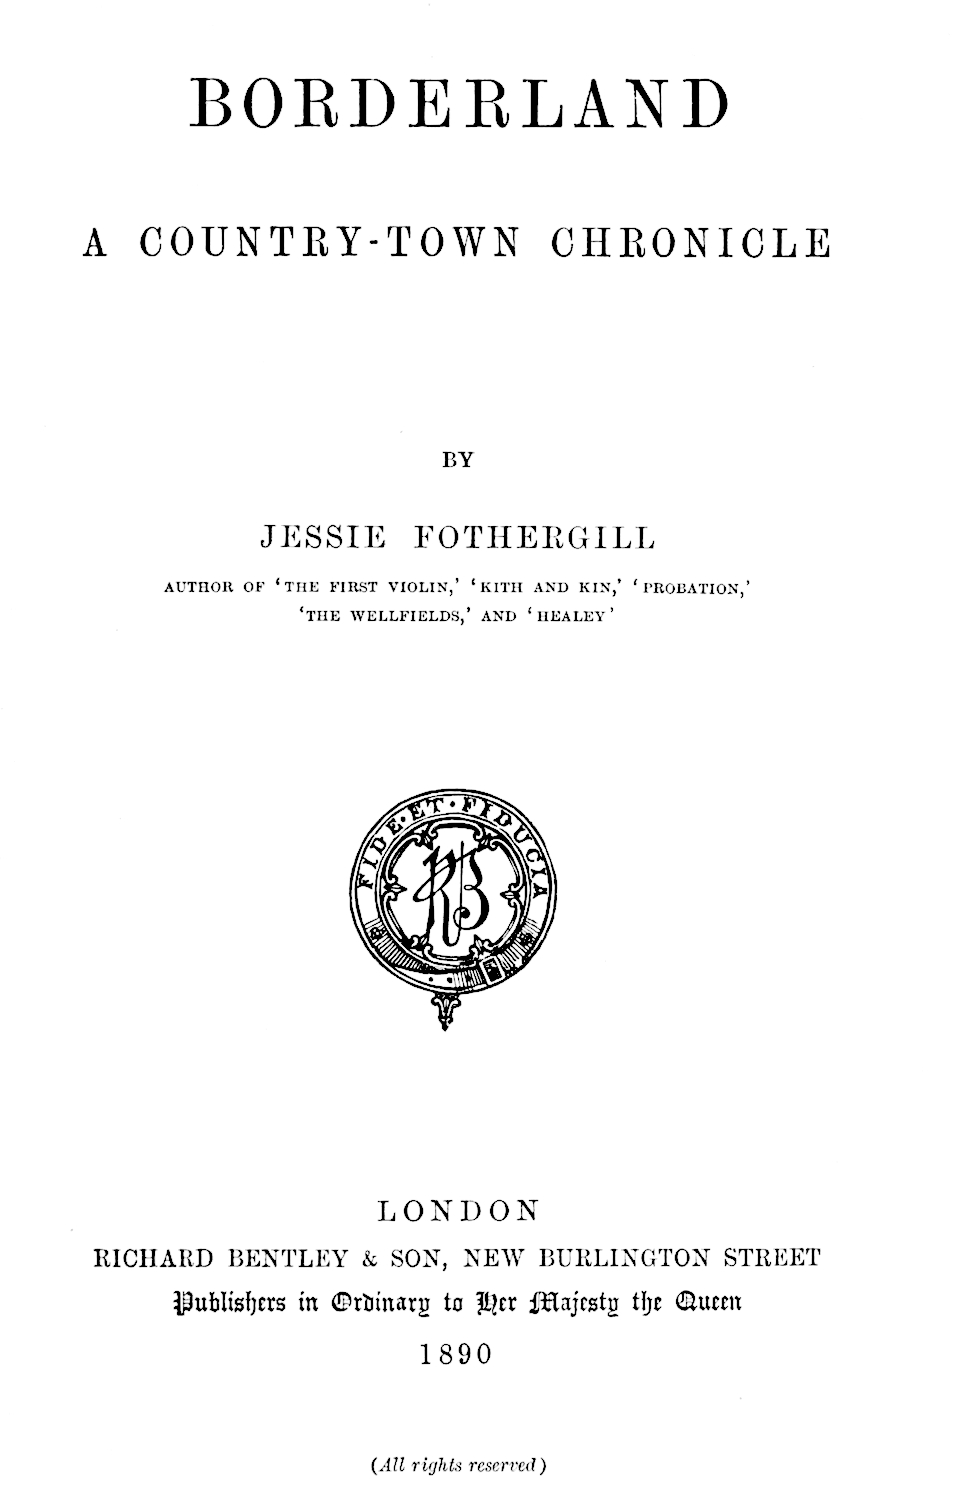 BORDERLAND
A COUNTRY-TOWN CHRONICLE
BY
JESSIE FOTHERGILL
AUTHOR OF ‘THE FIRST VIOLIN,’ ‘KITH AND KIN,’ ‘PROBATION,’
‘THE WELLFIELDS,’ AND ‘HEALEY’
FIDE·ET·FIDUCIA
RB
LONDON
RICHARD BENTLEY & SON, NEW BURLINGTON STREET
Publishers in Ordinary to Her Majesty the Queen
1890
(All rights reserved)